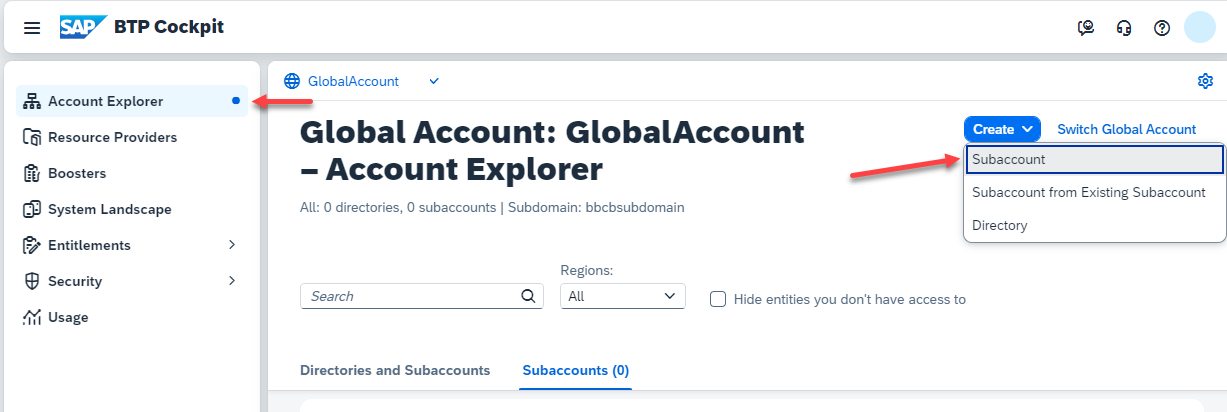 SAP BTP Cockpit
Account Explorer
Resource Providers
Boosters
System Landscape
Entitlements
Security
Usage
GlobalAccount
Global Account: GlobalAccount
– Account Explorer
All: 0 directories, 0 subaccounts | Subdomain: bbcbsubdomain
Create
Switch Global Account
Subaccount
Subaccount from Existing Subaccount
Directory
Regions:
Search
All
Hide entities you don't have access to
Directories and Subaccounts
Subaccounts (0)